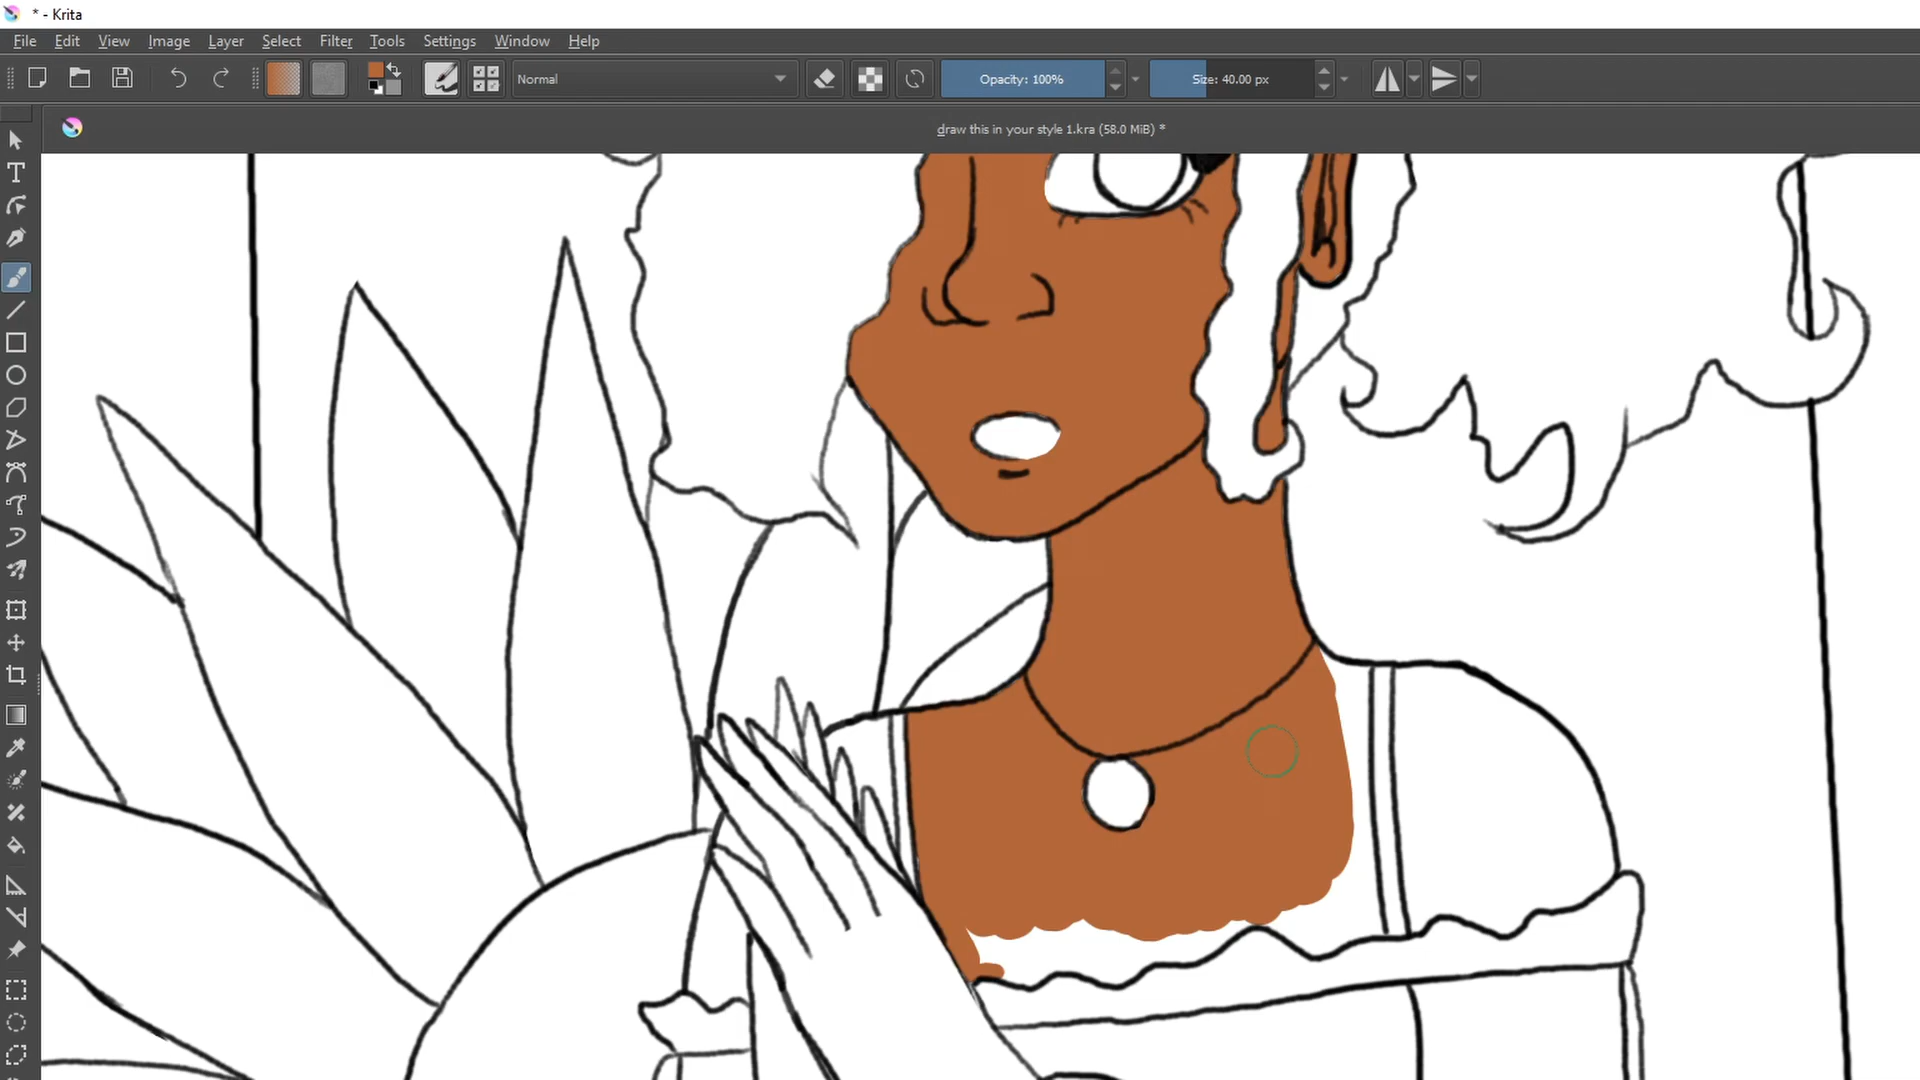 * - Krita
File Edit View Image Layer Select Filter Tools Settings Window Help
Normal Opacity: 100% Size: 40.00 px
draw this in your style 1.kra (58.0 MiB) *
T